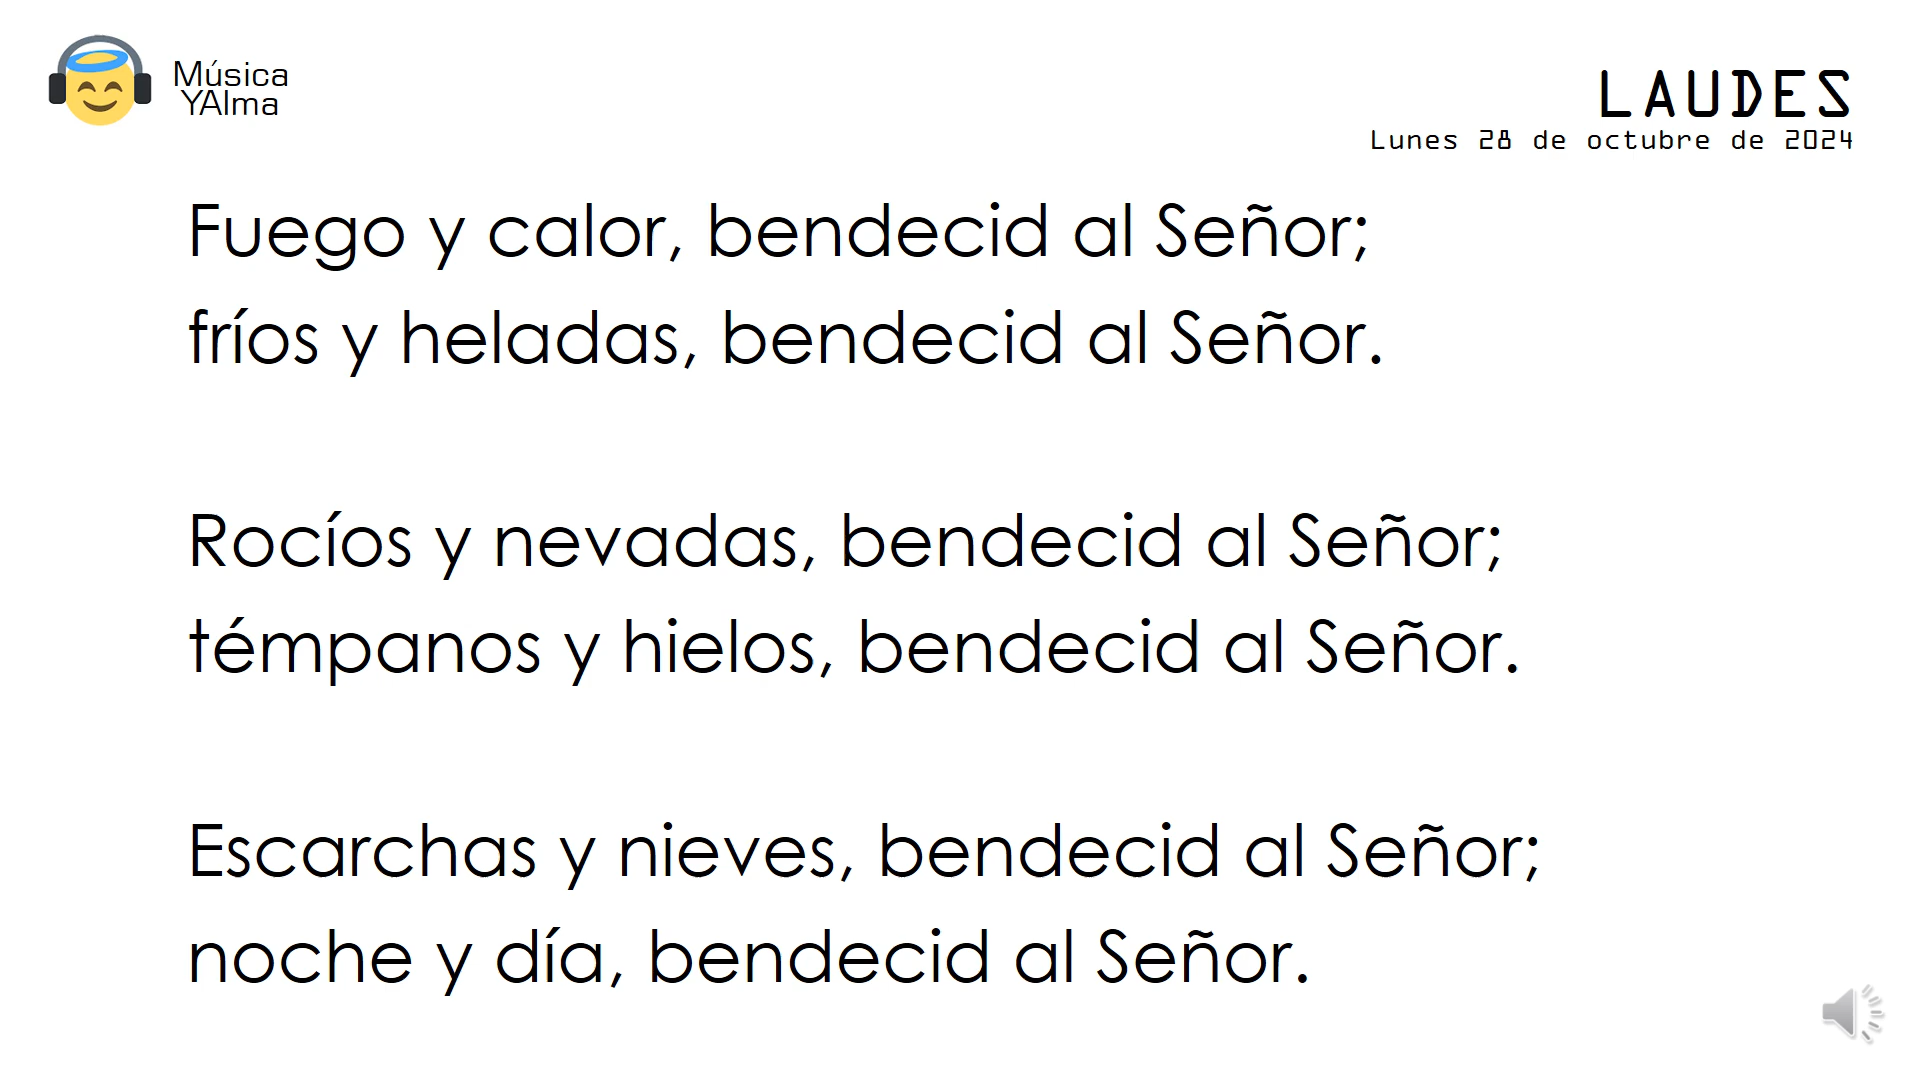 Música
YAlma
LAUDES
Lunes 28 de octubre de 2024
Fuego y calor, bendecid al Señor;
fríos y heladas, bendecid al Señor.
Rocíos y nevadas, bendecid al Señor;
témpanos y hielos, bendecid al Señor.
Escarchas y nieves, bendecid al Señor;
noche y día, bendecid al Señor.